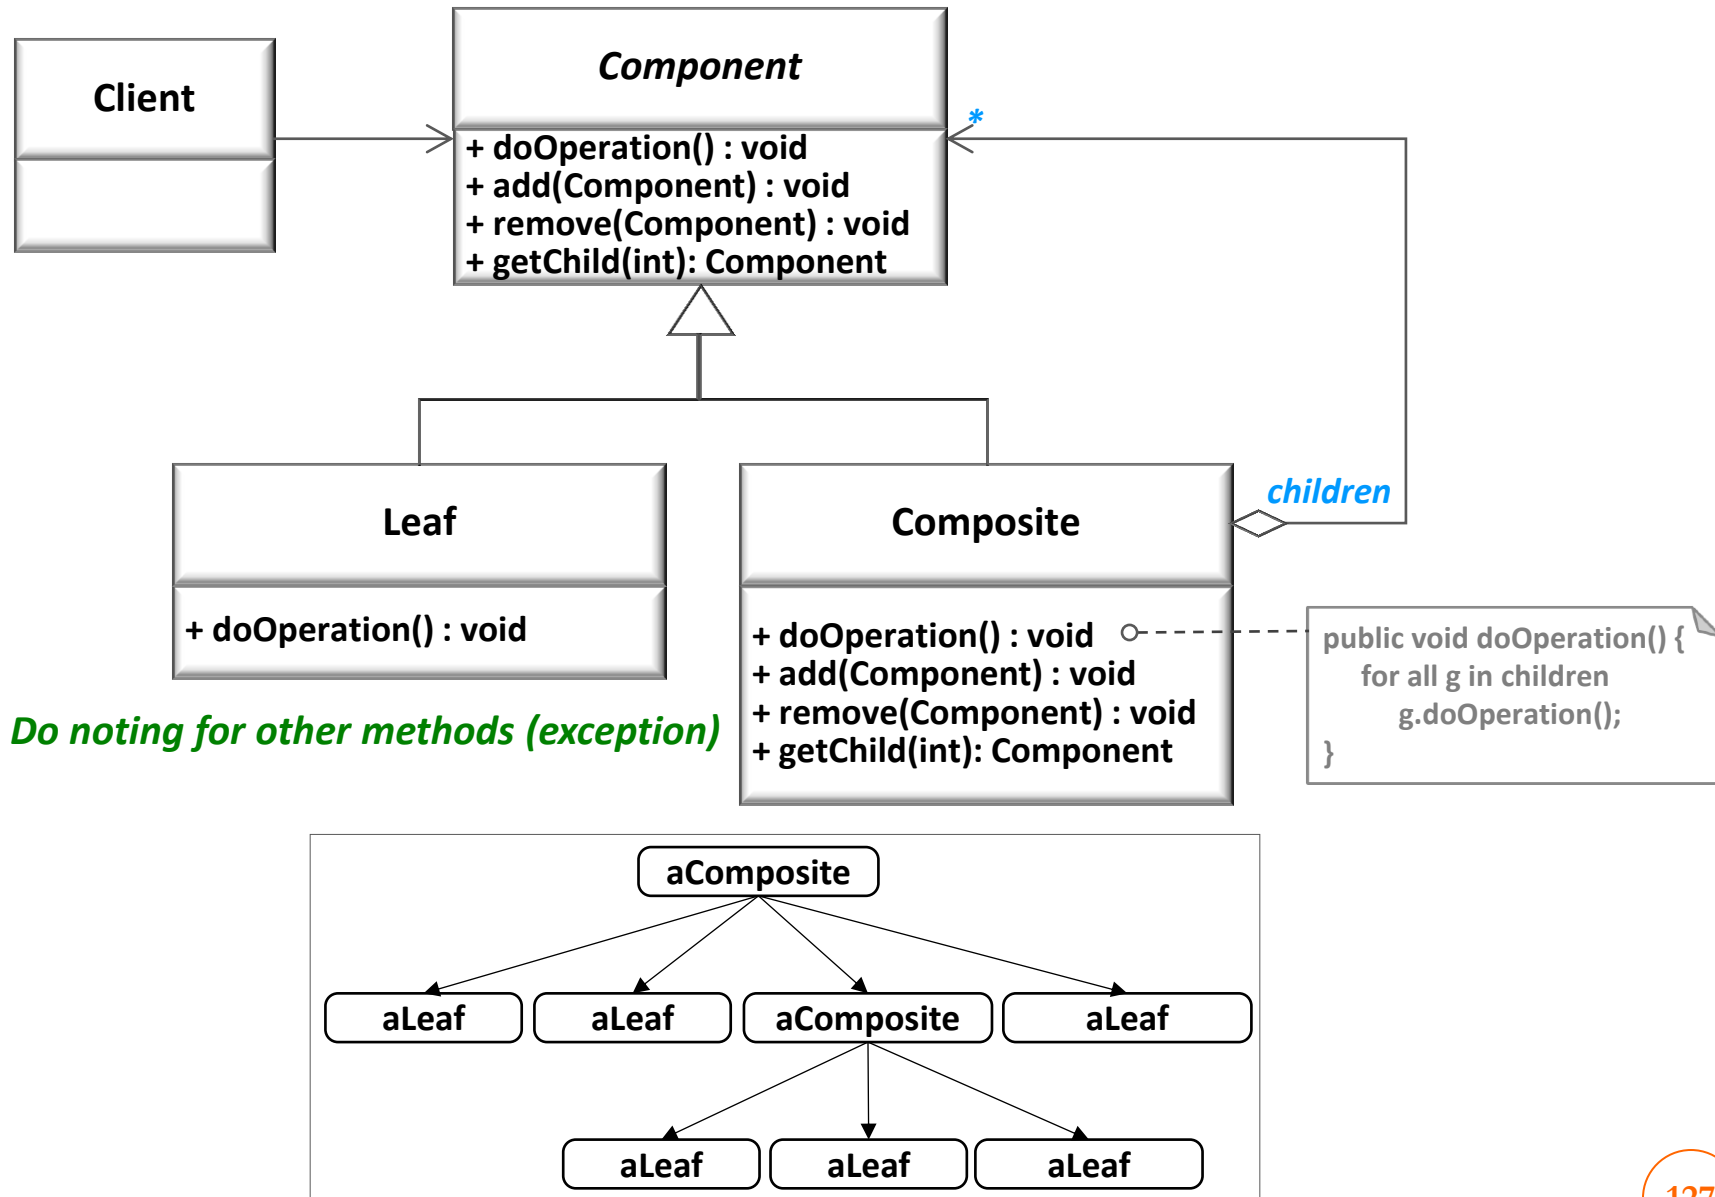 Client
Component
+ doOperation() : void
+ add(Component) : void
+ remove(Component) : void
+ getChild(int): Component
*
children
Leaf
+ doOperation() : void
Do noting for other methods (exception)
Composite
+ doOperation() : void
+ add(Component) : void
+ remove(Component) : void
+ getChild(int): Component
public void doOperation() {
for all g in children
g.doOperation();
}
aComposite
aLeaf
aLeaf
aComposite
aLeaf
aLeaf
aLeaf
aLeaf
127